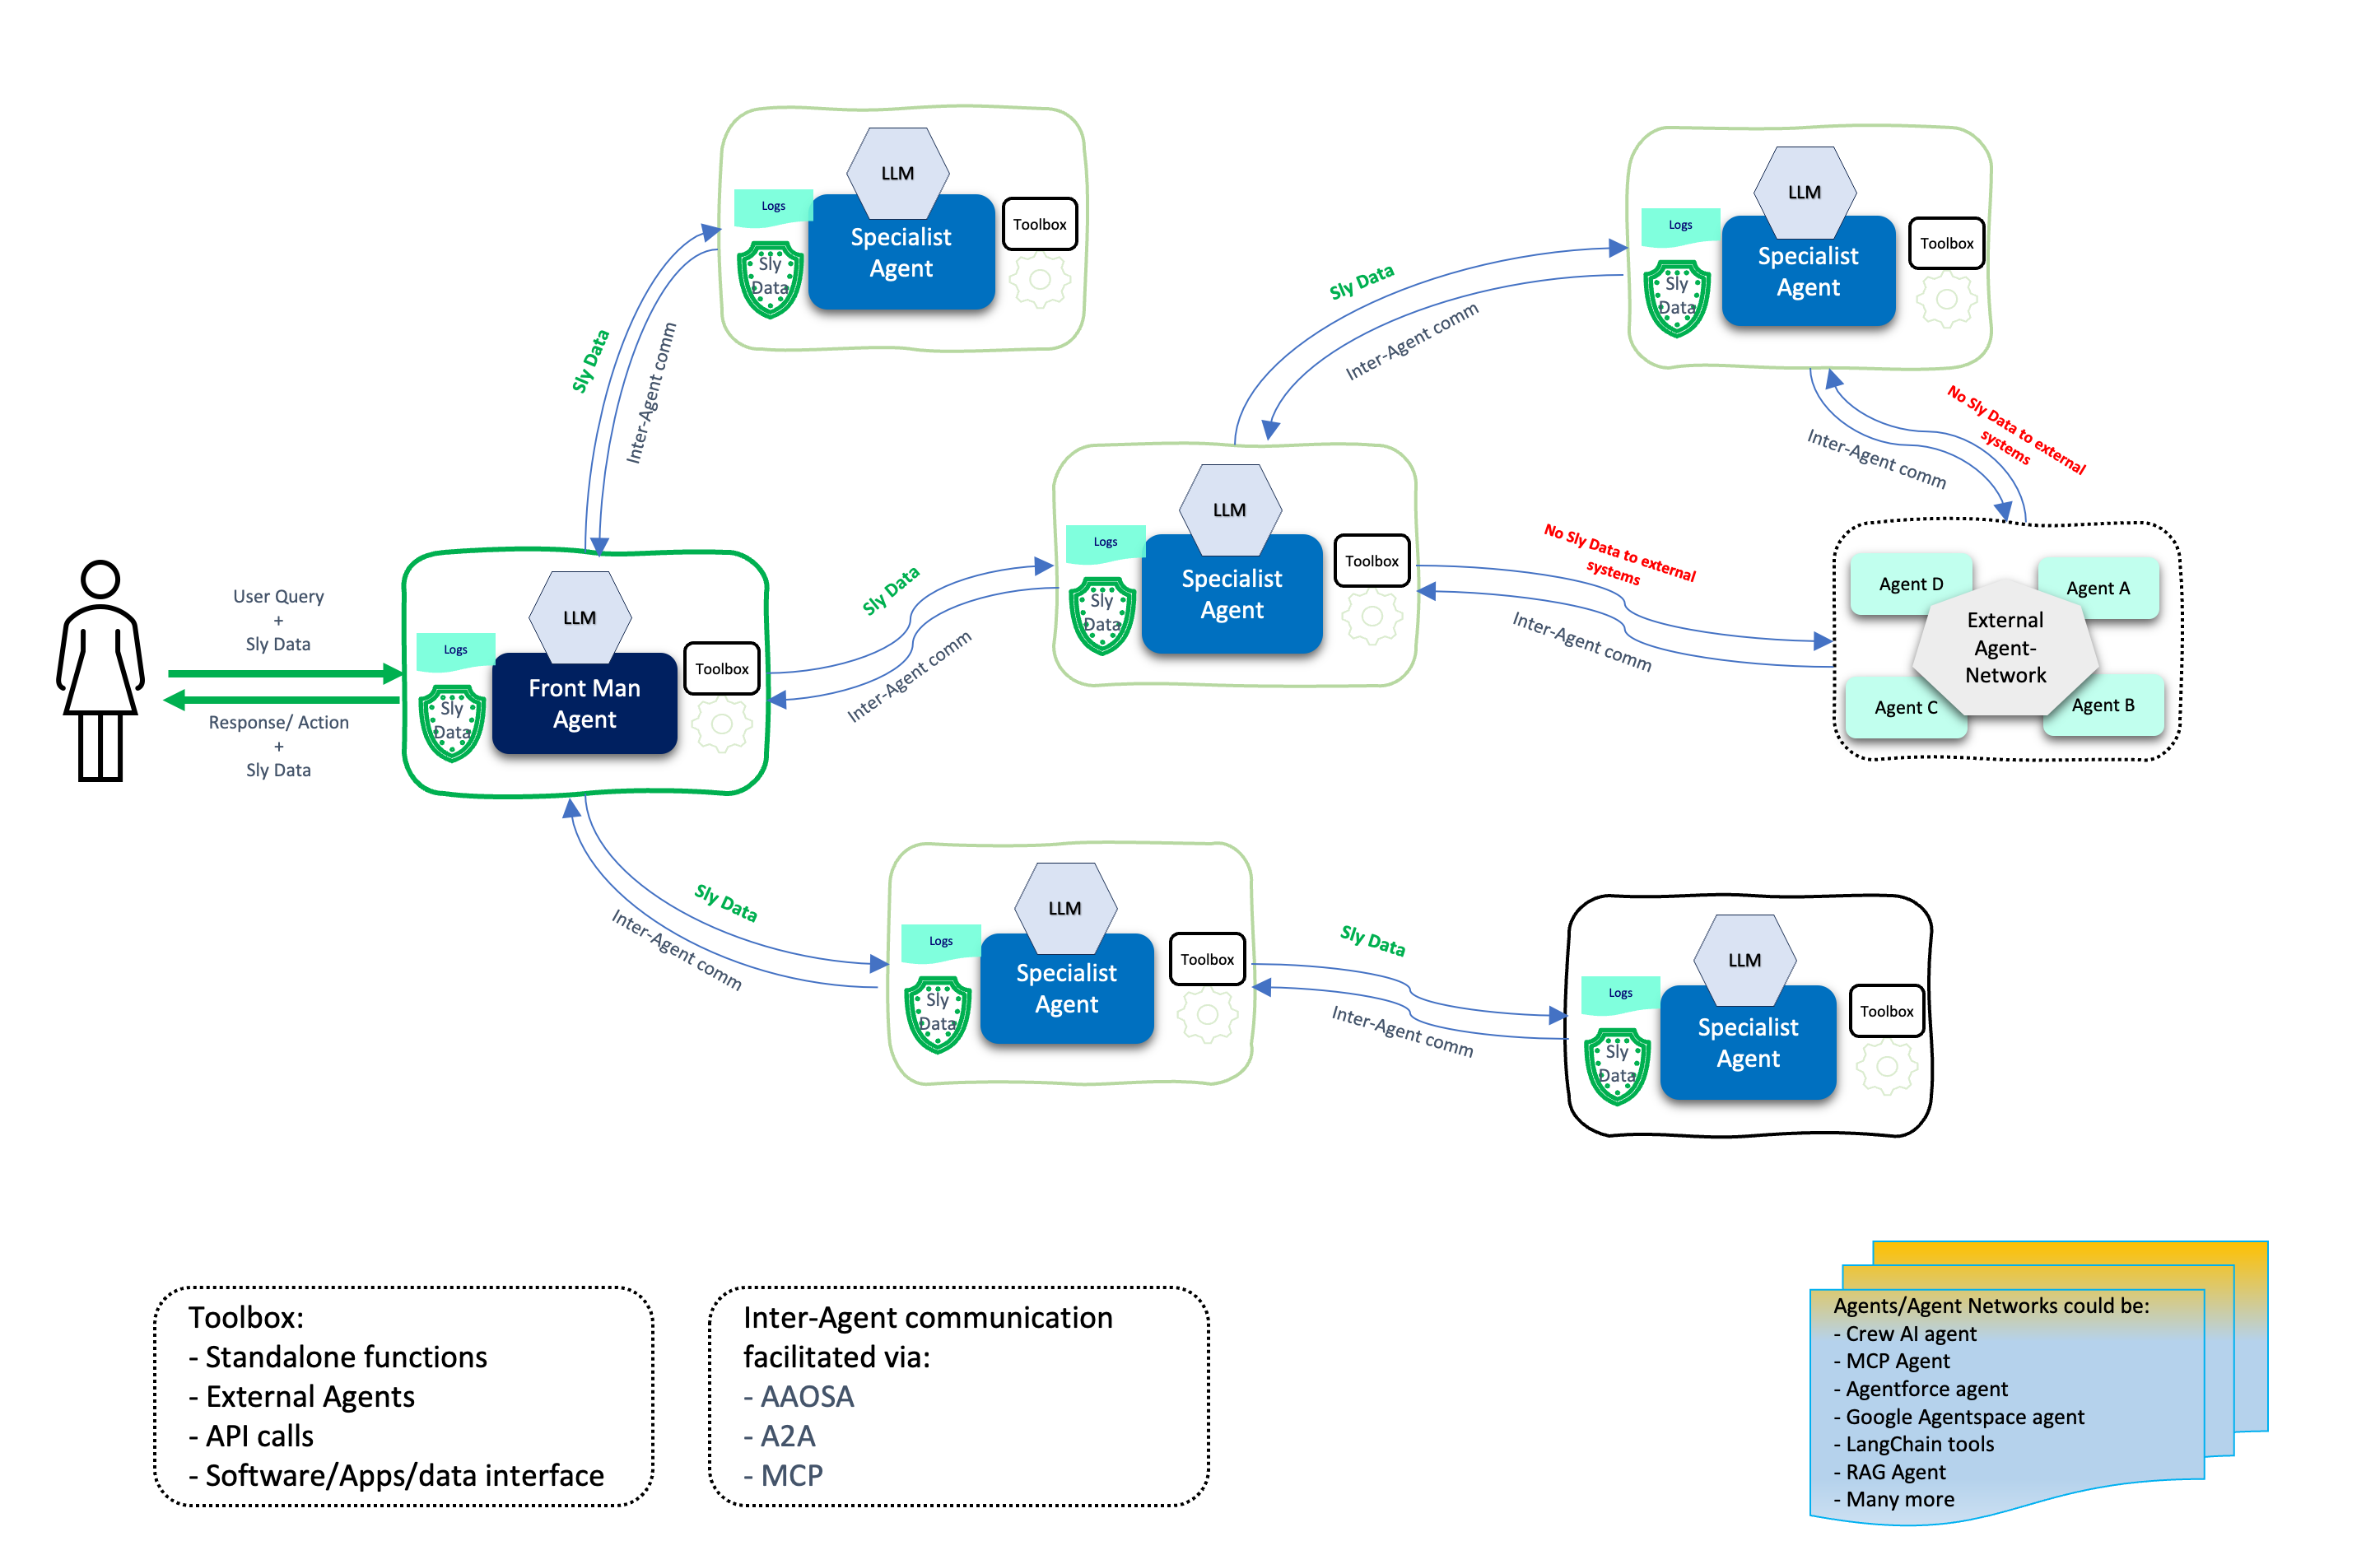 LLM
Logs
Specialist
Agent
Toolbox
Sly
Data
LLM
Logs
Specialist
Agent
Toolbox
Sly
Data
Sly Data
Inter-Agent comm
Sly Data
Inter-Agent comm
No Sly Data to external
systems
Inter-Agent comm
LLM
Logs
Specialist
Agent
Toolbox
Sly
Data
User Query
+
Sly Data
Response/ Action
+
Sly Data
LLM
Logs
Front Man
Agent
Toolbox
Sly
Data
Sly Data
Inter-Agent comm
No Sly Data to external
systems
Inter-Agent comm
Agent D
Agent A
External
Agent-
Network
Agent C
Agent B
Sly Data
Inter-Agent comm
LLM
Logs
Specialist
Agent
Toolbox
Sly
Data
Sly Data
Inter-Agent comm
LLM
Logs
Specialist
Agent
Toolbox
Sly
Data
Toolbox:
- Standalone functions
- External Agents
- API calls
- Software/Apps/data interface
Inter-Agent communication
facilitated via:
- AAOSA
- A2A
- MCP
Agents/Agent Networks could be:
- Crew AI agent
- MCP Agent
- Agentforce agent
- Google Agentspace agent
- LangChain tools
- RAG Agent
- Many more